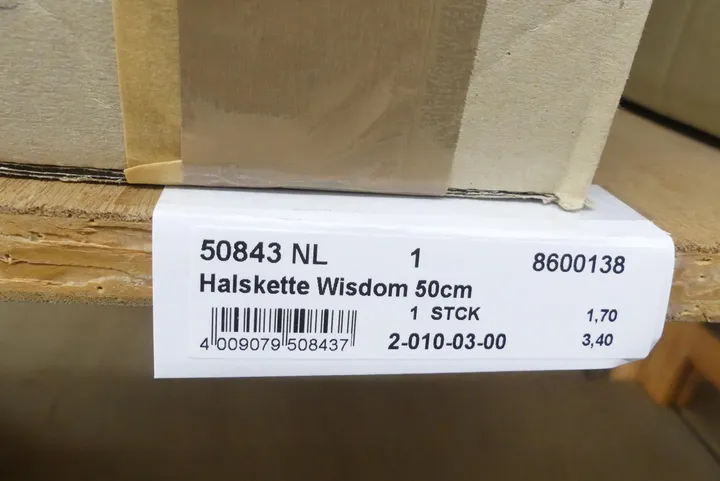 50843 NL 1 8600138
Halskette Wisdom 50cm
1 STCK 1,70
4 009079 508437 2-010-03-00 3,40